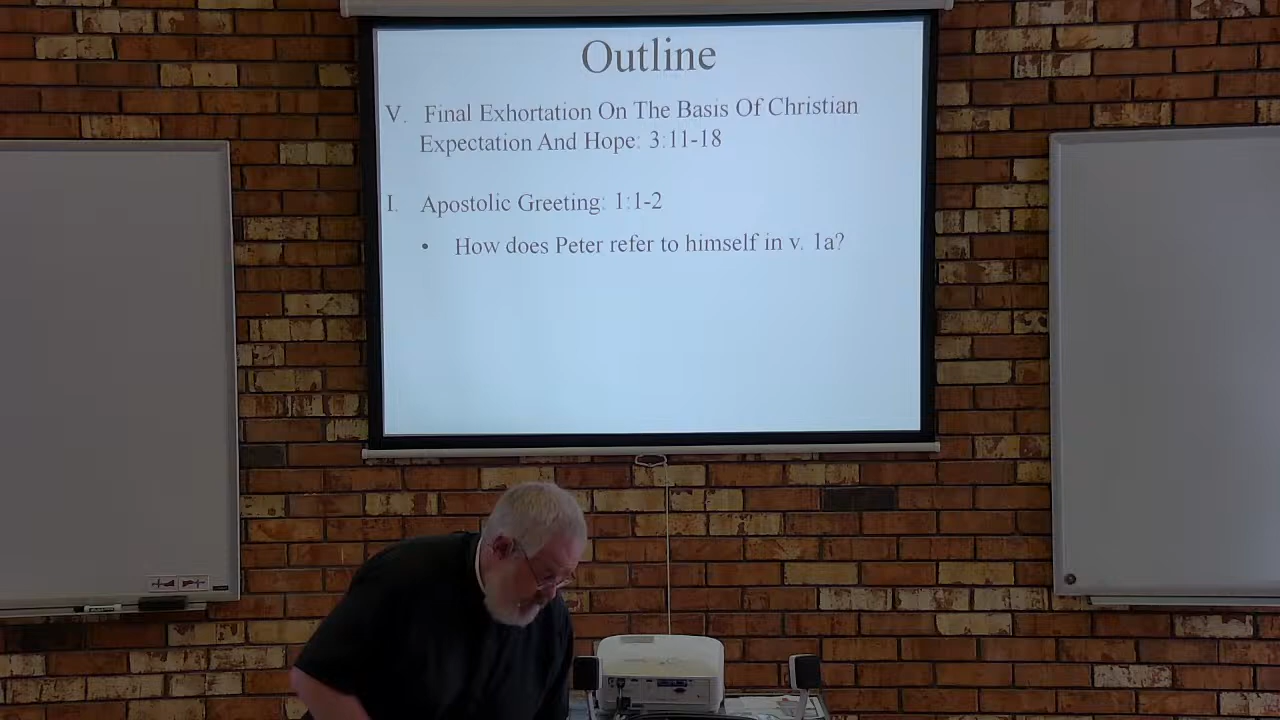 Outline
V. Final Exhortation On The Basis Of Christian
Expectation And Hope: 3:11-18
I. Apostolic Greeting: 1:1-2
• How does Peter refer to himself in v. 1a?